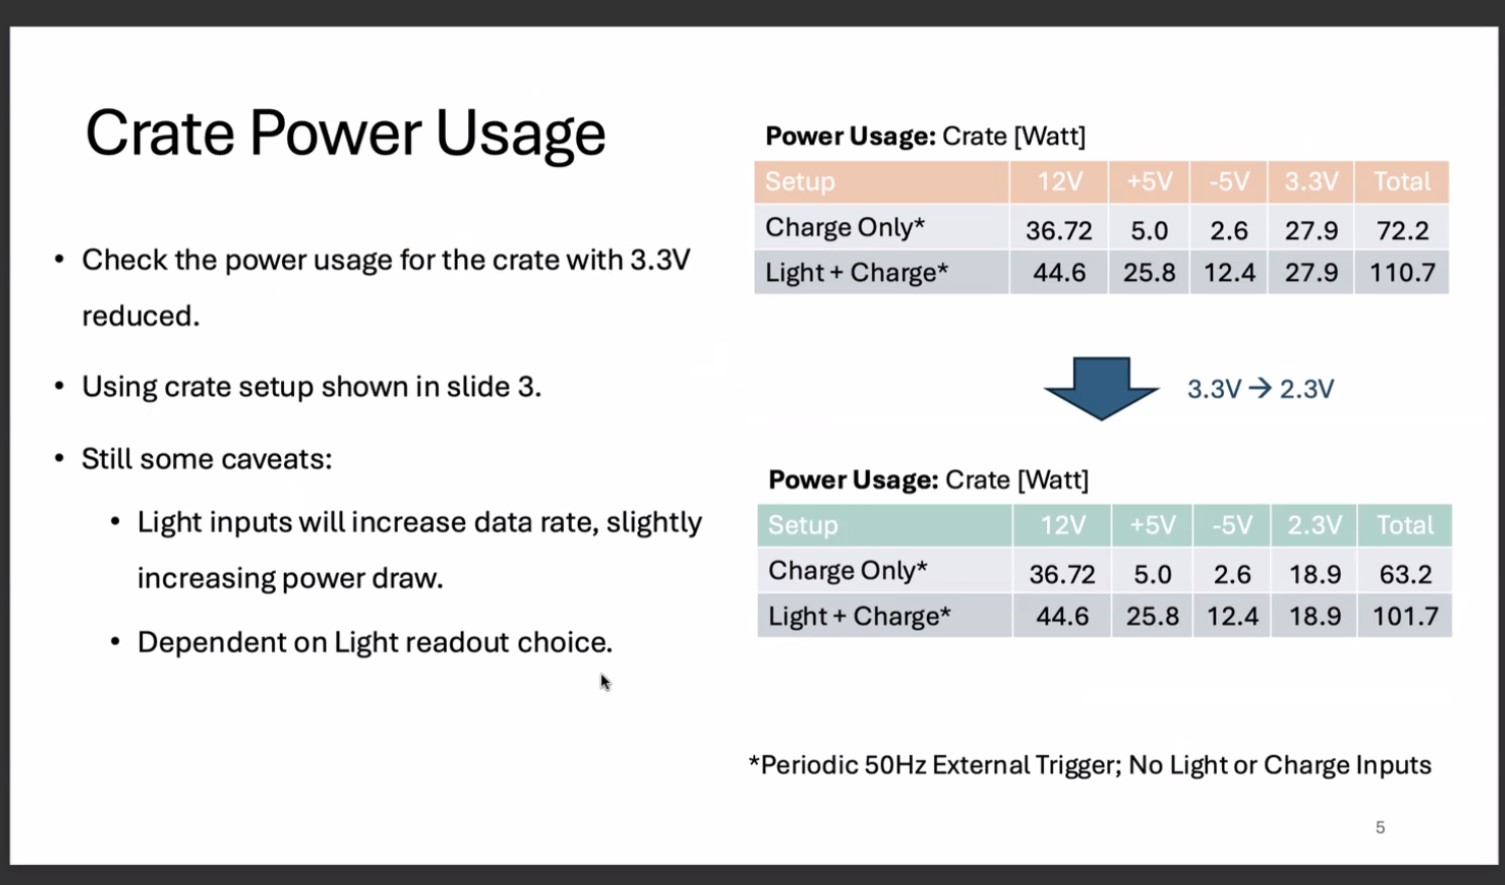 Crate Power Usage
• Check the power usage for the crate with 3.3V
reduced.
• Using crate setup shown in slide 3.
• Still some caveats:
• Light inputs will increase data rate, slightly
increasing power draw.
• Dependent on Light readout choice.
Power Usage: Crate [Watt]
Setup 12V +5V -5V 3.3V Total
Charge Only* 36.72 5.0 2.6 27.9 72.2
Light + Charge* 44.6 25.8 12.4 27.9 110.7
3.3V → 2.3V
Power Usage: Crate [Watt]
Setup 12V +5V -5V 2.3V Total
Charge Only* 36.72 5.0 2.6 18.9 63.2
Light + Charge* 44.6 25.8 12.4 18.9 101.7
*Periodic 50Hz External Trigger; No Light or Charge Inputs
5